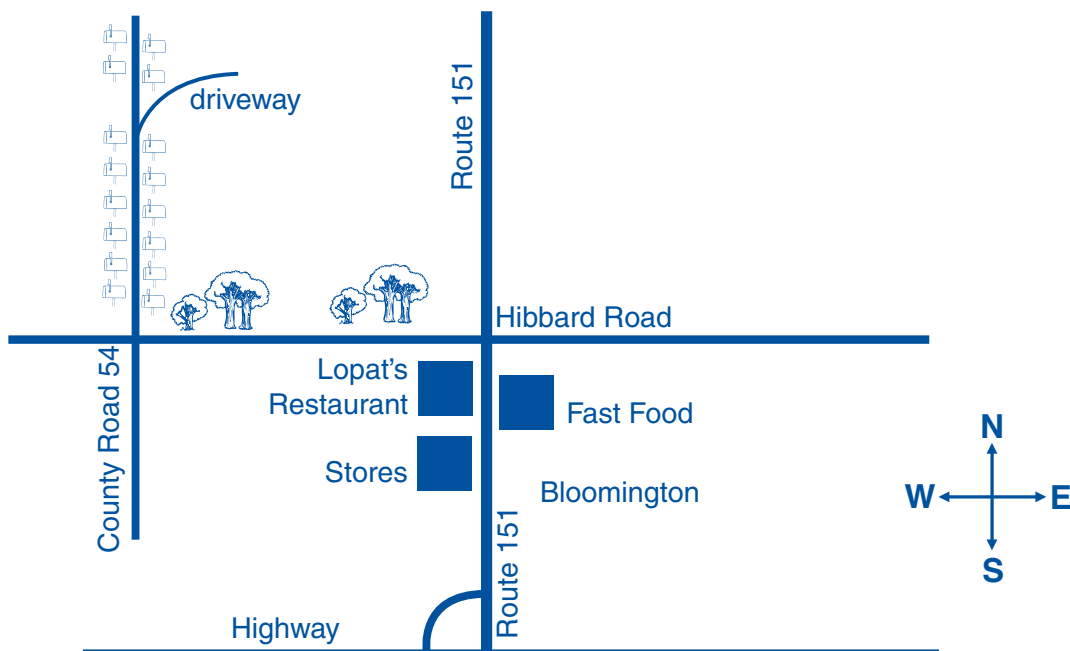 driveway
Route 151
Hibbard Road
Lopat's
Restaurant
Fast Food
County Road 54
Stores
Bloomington
N
W
E
S
Route 151
Highway